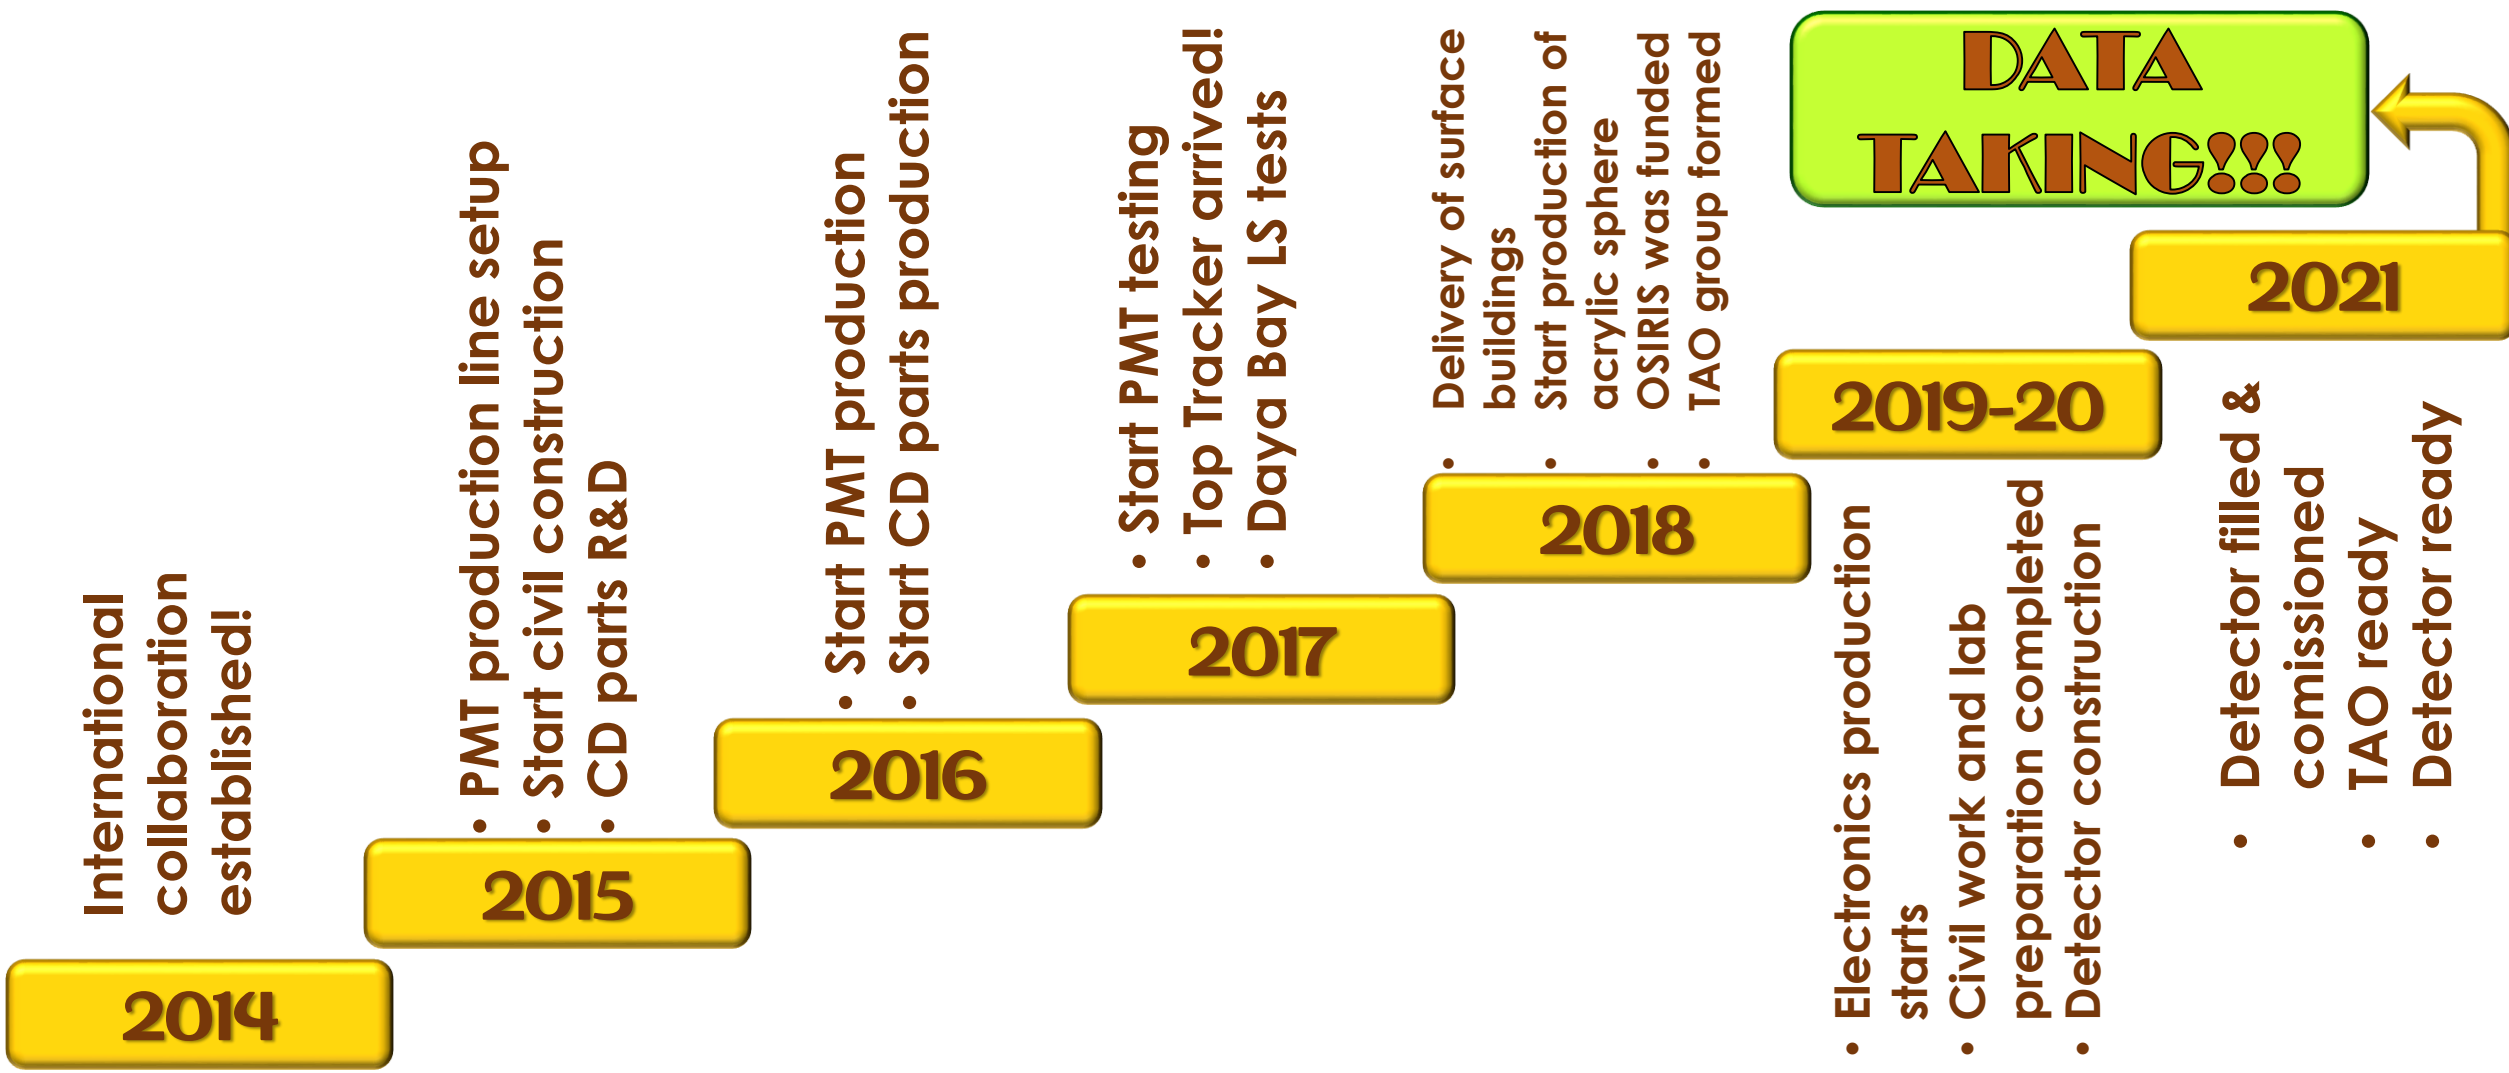 International
collaboration
established!
2014
• PMT production line setup
• Start civil construction
• CD parts R&D
2015
• Start PMT production
• Start CD parts production
2016
• Start PMT testing
• Top Tracker arrived!
• Daya Bay LS tests
2017
• Delivery of surface
buildings
• Start production of
acrylic sphere
• OSIRIS was funded
• TAO group formed
2018
2019-20
• Electronics production
starts
• Civil work and lab
preparation completed
• Detector construction
2021
• Detector filled &
comissioned
• TAO ready
• Detector ready
DATA
TAKING!!!